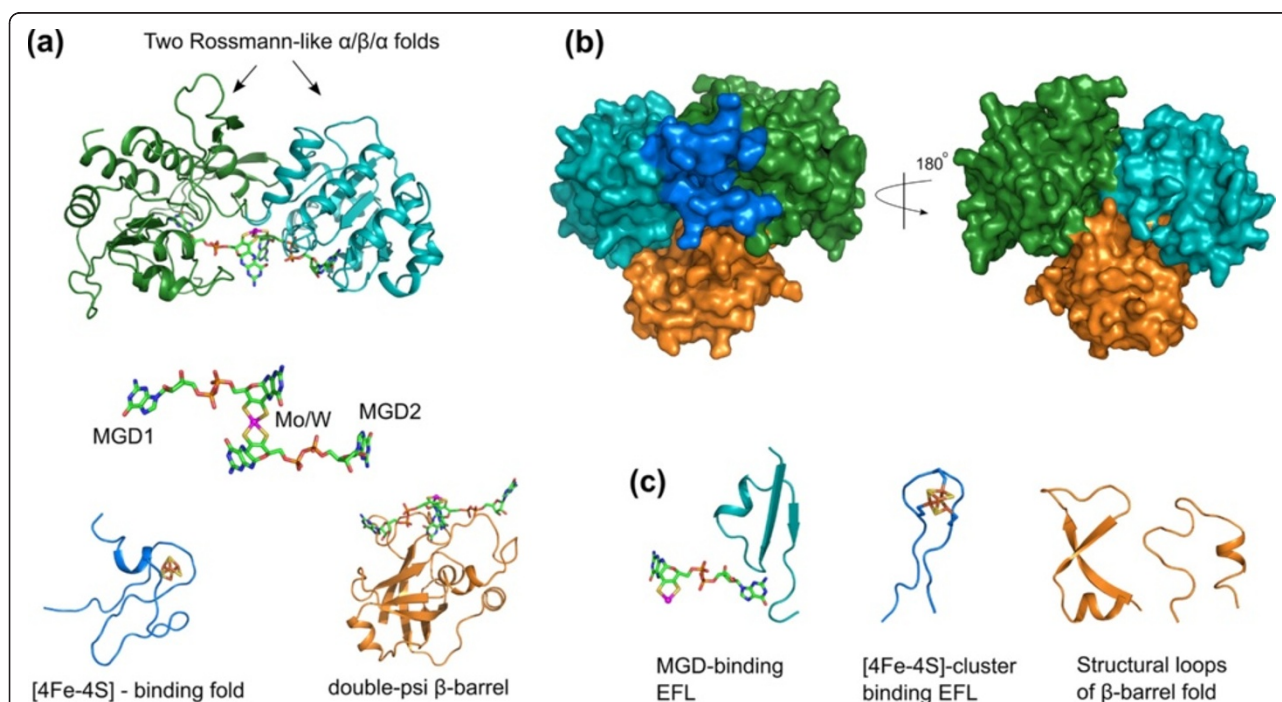 (a)
Two Rossmann-like α/β/α folds
MGD1
Mo/W
MGD2
[4Fe-4S] - binding fold
double-psi β-barrel
(b)
180°
(c)
MGD-binding
EFL
[4Fe-4S]-cluster
binding EFL
Structural loops
of β-barrel fold